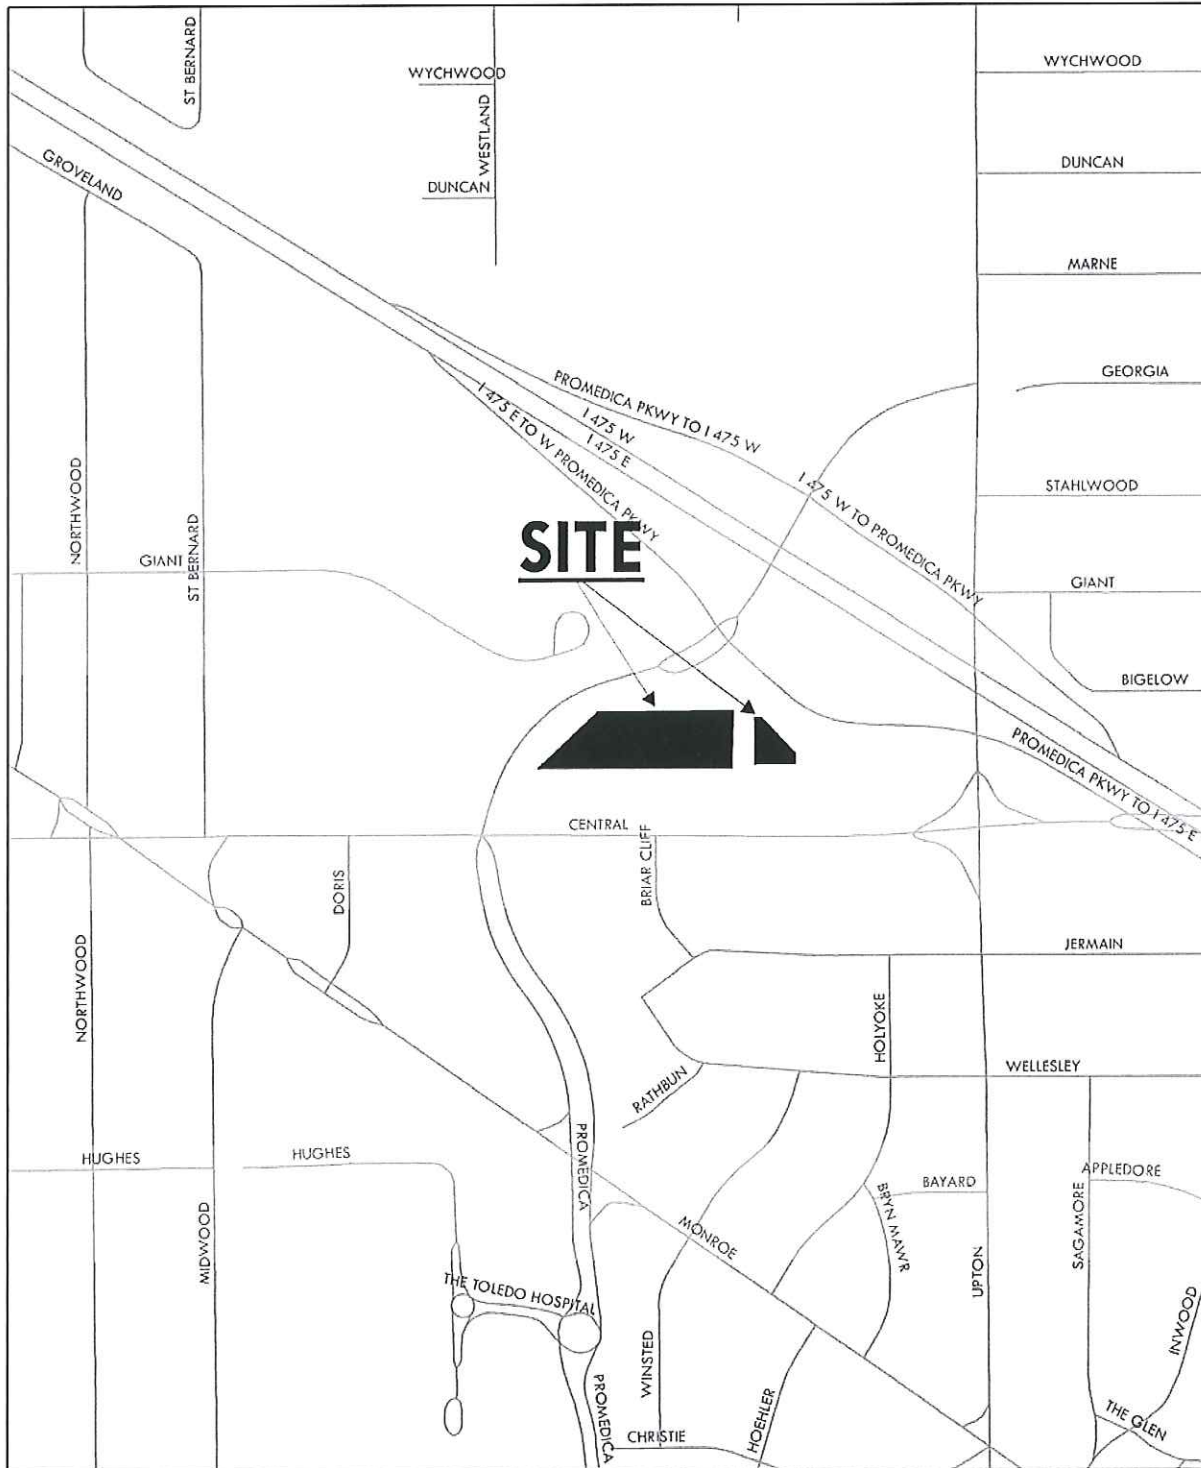 ST BERNARD
WYCHWOOD
WYCHWOOD
WESTLAND
GROVELAND
DUNCAN
DUNCAN
MARNE
GEORGIA
PROMEDICA PKWY TO I 475 W
I 475 W
I 475 E
I 475 E TO W PROMEDICA PKWY
I 475 W TO PROMEDICA PKWY
STAHLWOOD
NORTHWOOD
ST BERNARD
SITE
GIANT
GIANT
BIGELOW
PROMEDICA PKWY TO I 475 E
CENTRAL
BRIAR CLIFF
DORIS
NORTHWOOD
JERMAIN
HOLYOKE
WELLESLEY
RATHBUN
HUGHES
HUGHES
PROMEDICA
APPLEDORE
BAYARD
BRYN MAWR
SAGAMORE
MIDWOOD
MONROE
UPTON
THE TOLEDO HOSPITAL
INWOOD
WINSTED
HOEHLER
PROMEDICA
THE GLEN
CHRISTIE